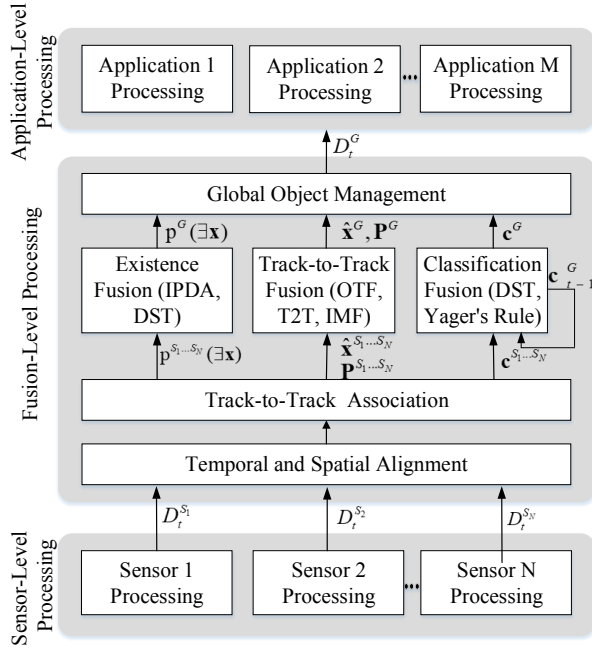 Application-Level
Processing
Application 1
Processing
Application 2
Processing
...
Application M
Processing
D_t^G
Fusion-Level Processing
Global Object Management
p^G(∃x)
x̂^G, P^G
c^G
Existence
Fusion (IPDA,
DST)
Track-to-Track
Fusion (OTF,
T2T, IMF)
Classification
Fusion (DST,
Yager's Rule)
c_{t-1}^G
p^{S_1...S_N}(∃x)
x̂^{S_1...S_N}
P^{S_1...S_N}
c^{S_1...S_N}
Track-to-Track Association
Temporal and Spatial Alignment
D_t^{S_1}
D_t^{S_2}
D_t^{S_N}
Sensor-Level
Processing
Sensor 1
Processing
Sensor 2
Processing
...
Sensor N
Processing